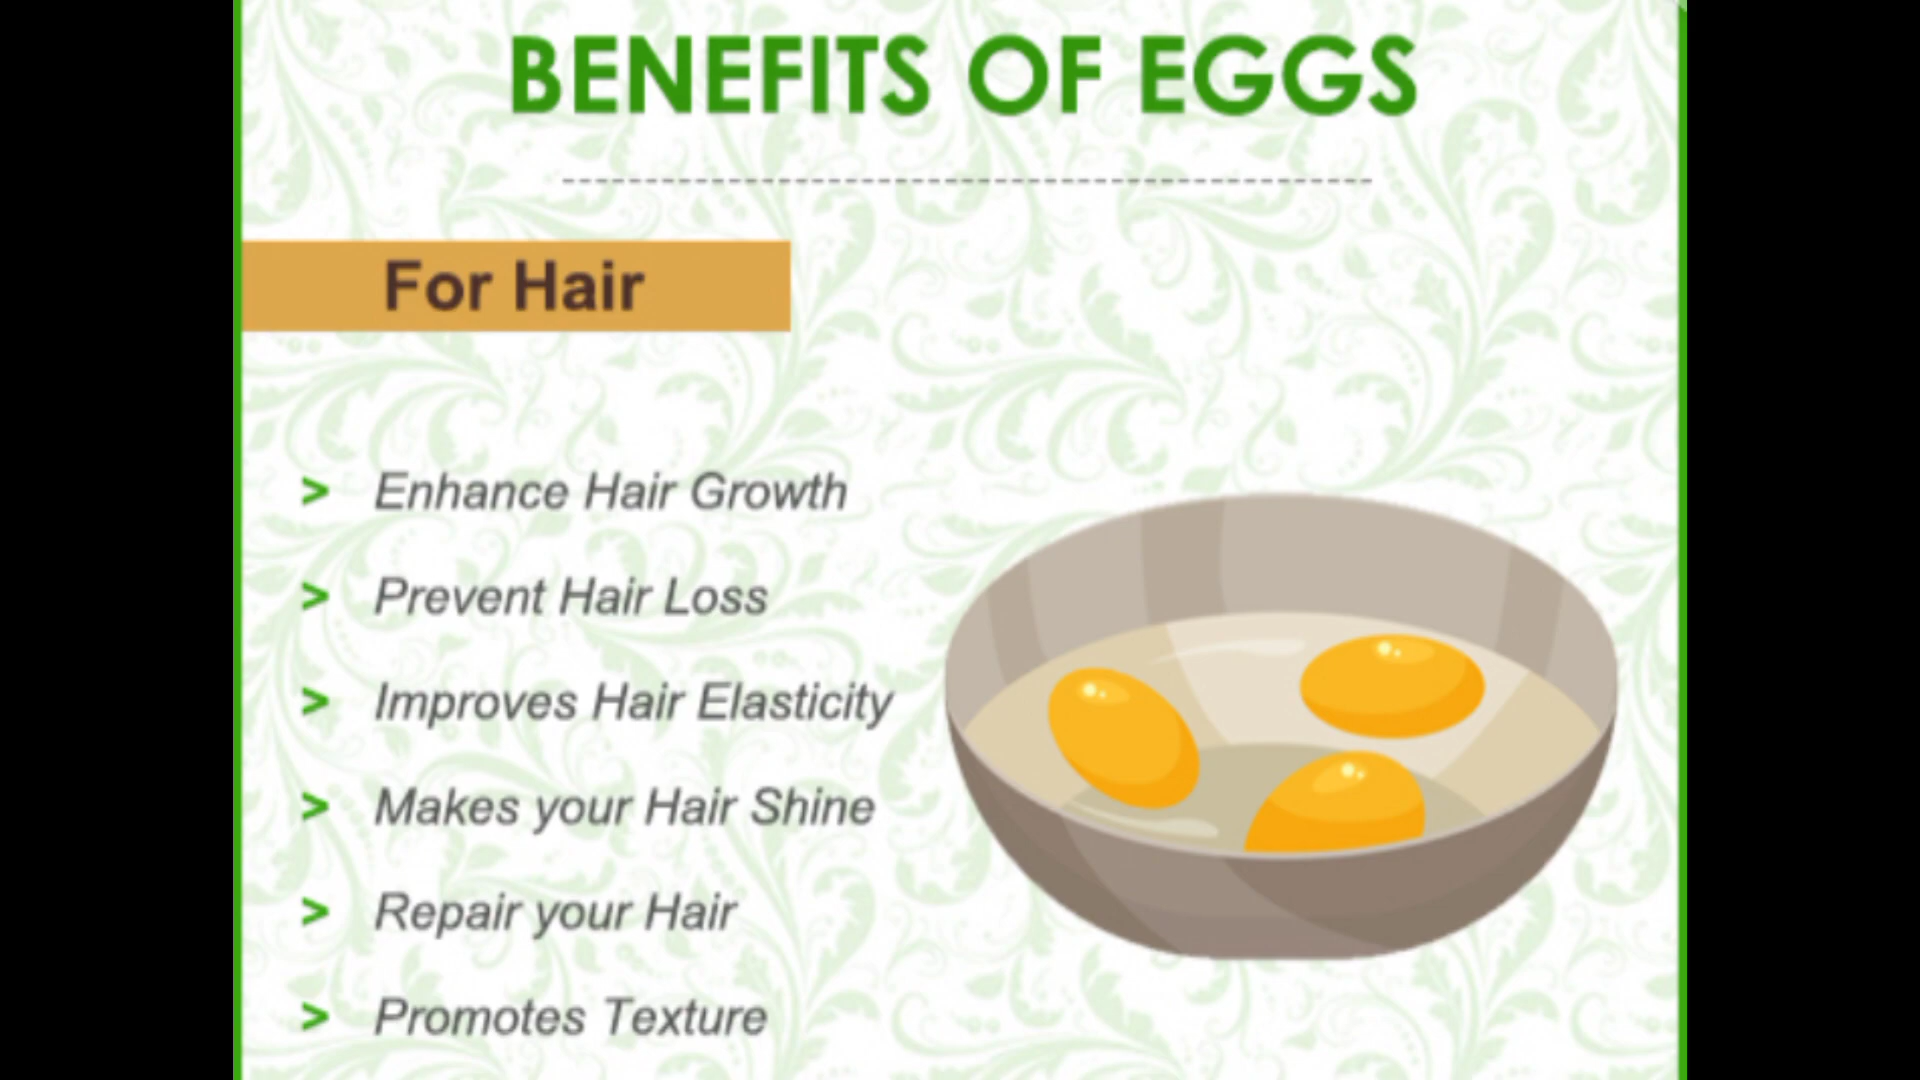 BENEFITS OF EGGS
For Hair
> Enhance Hair Growth
> Prevent Hair Loss
> Improves Hair Elasticity
> Makes your Hair Shine
> Repair your Hair
> Promotes Texture